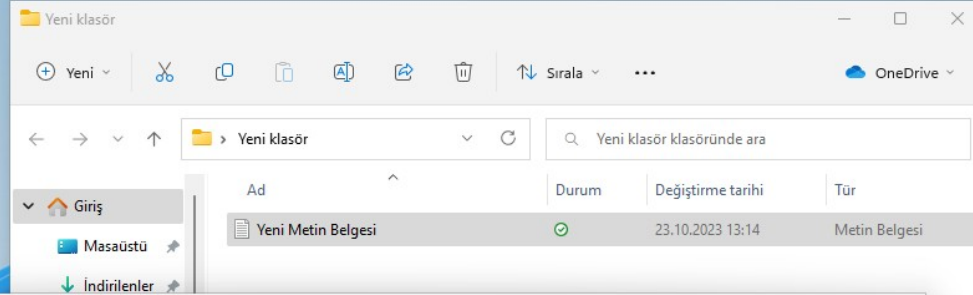 Yeni klasör
Yeni
Sırala
OneDrive
Yeni klasör
Yeni klasör klasöründe ara
Ad Durum Değiştirme tarihi Tür
Giriş
Yeni Metin Belgesi 23.10.2023 13:14 Metin Belgesi
Masaüstü
İndirilenler